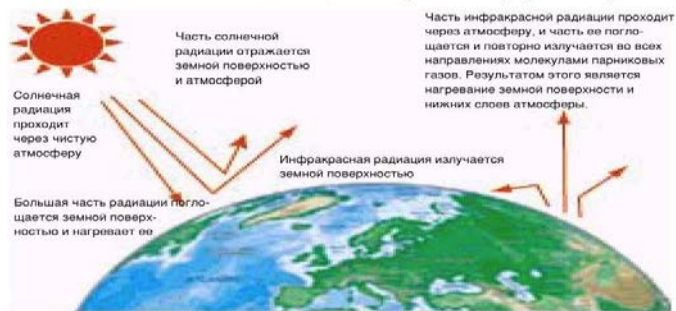 Часть солнечной
радиации отражается
земной поверхностью
и атмосферой
Часть инфракрасной радиации проходит
через атмосферу, и часть ее погло-
щается и повторно излучается во всех
направлениях молекулами парниковых
газов. Результатом этого является
нагревание земной поверхности и
нижних слоев атмосферы.
Солнечная
радиация
проходит
через чистую
атмосферу
Инфракрасная радиация излучается
земной поверхностью
Большая часть радиации погло-
щается земной поверх-
ностью и нагревает ее